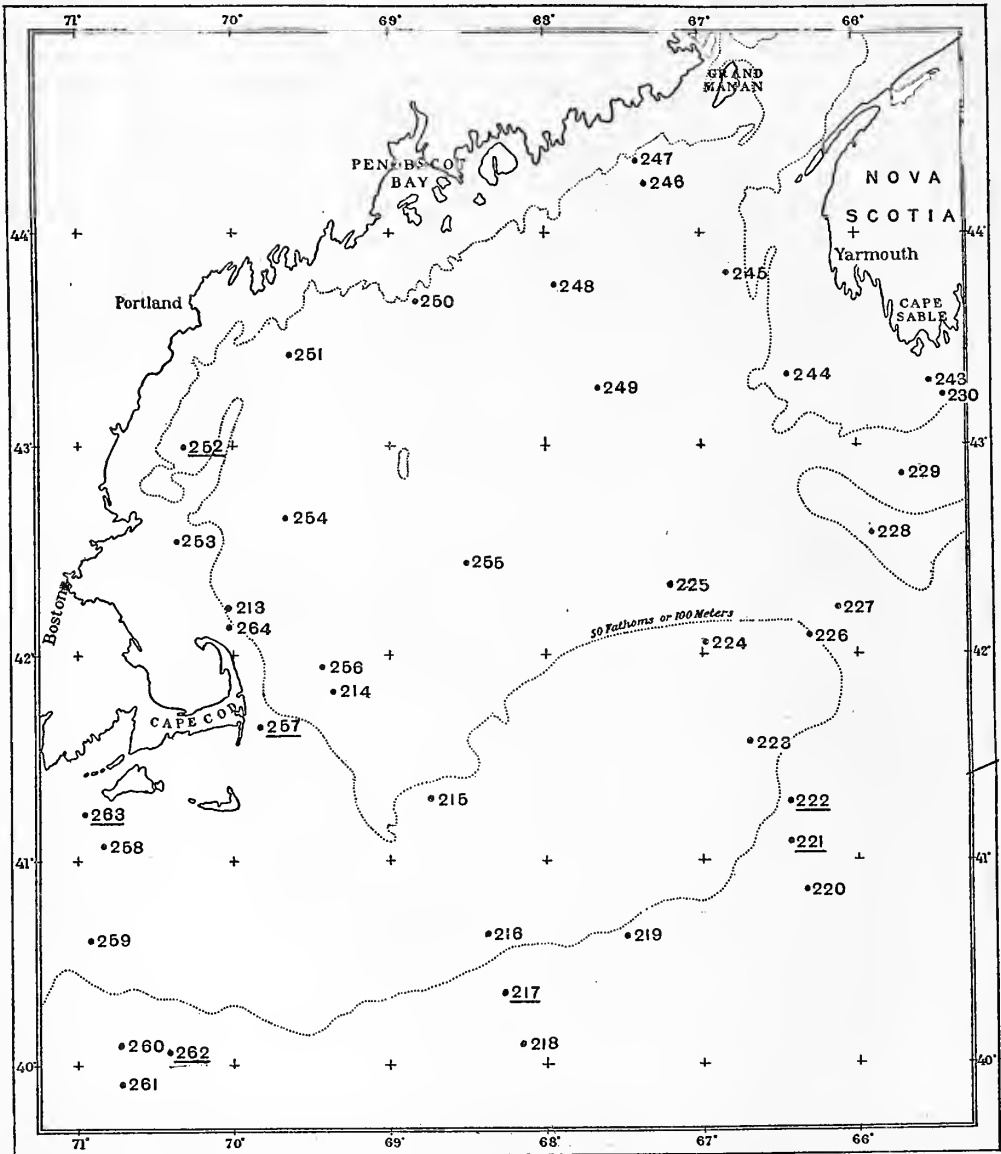 71° 70° 69° 68° 67° 66°
GRAND
MANAN
247
PENOBSCOT
246
BAY
NOVA
SCOTIA
44° 44°
Yarmouth
245
248
Portland
250
CAPE
SABLE
251
244
243
249
230
43° 252 43°
229
254
228
253
255
225
Boston
213
227
50 Fathoms or 100 Meters
264
226
224
42° 256 42°
214
CAPE COD
257
223
215
222
263
221
258
41° 41°
220
216
219
259
217
260
218
262
40° 40°
261
71° 70° 69° 68° 67° 66°